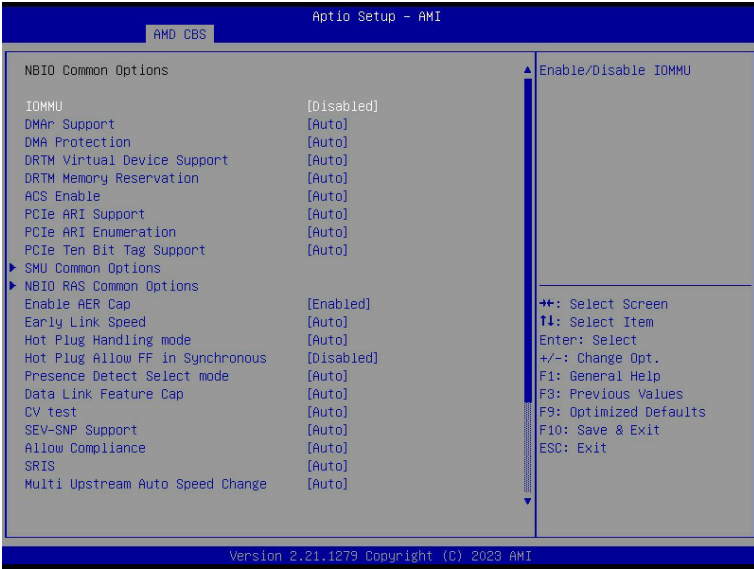 Aptio Setup – AMI
AMD CBS
NBIO Common Options
IOMMU [Disabled]
DMAr Support [Auto]
DMA Protection [Auto]
DRTM Virtual Device Support [Auto]
DRTM Memory Reservation [Auto]
ACS Enable [Auto]
PCIe ARI Support [Auto]
PCIe ARI Enumeration [Auto]
PCIe Ten Bit Tag Support [Auto]
SMU Common Options
NBIO RAS Common Options
Enable AER Cap [Enabled]
Early Link Speed [Auto]
Hot Plug Handling mode [Auto]
Hot Plug Allow FF in Synchronous [Disabled]
Presence Detect Select mode [Auto]
Data Link Feature Cap [Auto]
CV test [Auto]
SEV-SNP Support [Auto]
Allow Compliance [Auto]
SRIS [Auto]
Multi Upstream Auto Speed Change [Auto]
Enable/Disable IOMMU
→←: Select Screen
↑↓: Select Item
Enter: Select
+/-: Change Opt.
F1: General Help
F3: Previous Values
F9: Optimized Defaults
F10: Save & Exit
ESC: Exit
Version 2.21.1279 Copyright (C) 2023 AMI